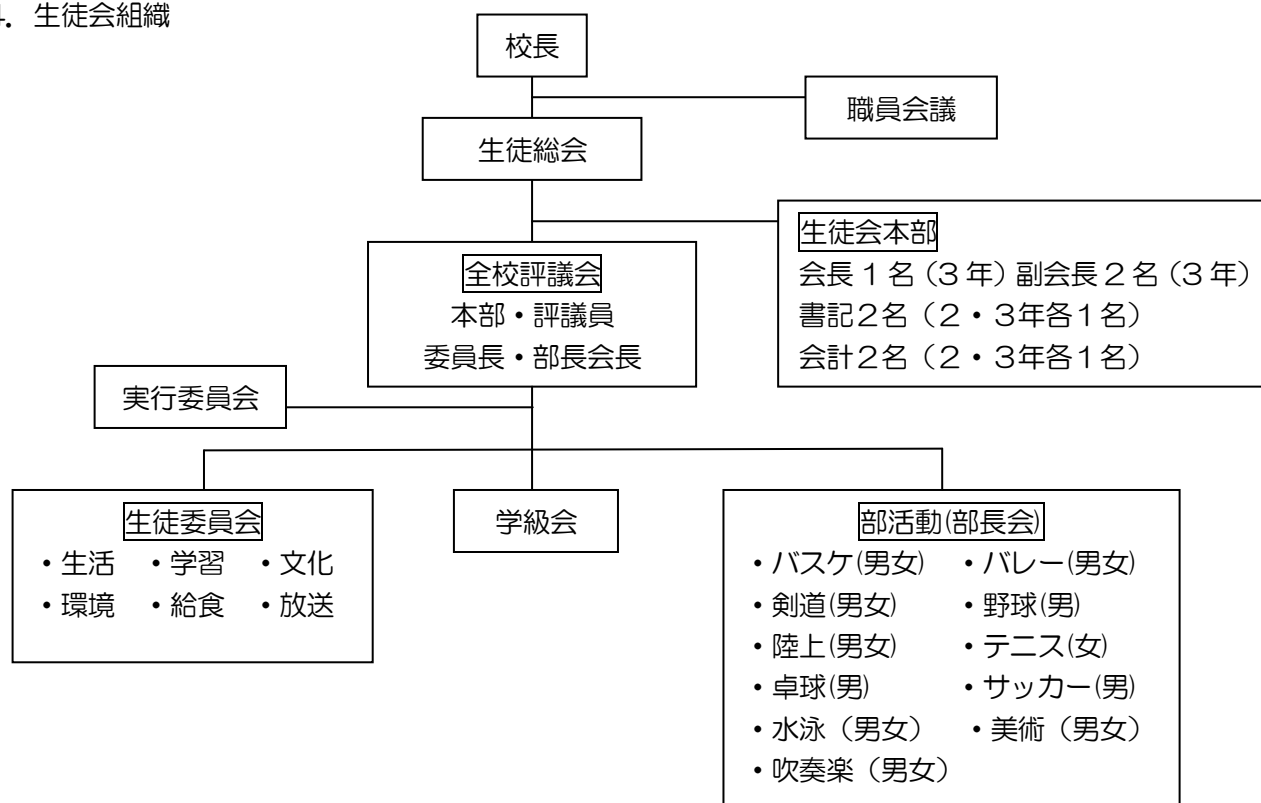 . 生徒会組織
校長
職員会議
生徒総会
生徒会本部
会長1名(3年)副会長2名(3年)
書記2名(2・3年各1名)
会計2名(2・3年各1名)
全校評議会
本部・評議員
委員長・部長会長
実行委員会
生徒委員会
・生活 ・学習 ・文化
・環境 ・給食 ・放送
学級会
部活動(部長会)
・バスケ(男女) ・バレー(男女)
・剣道(男女) ・野球(男)
・陸上(男女) ・テニス(女)
・卓球(男) ・サッカー(男)
・水泳(男女) ・美術(男女)
・吹奏楽(男女)